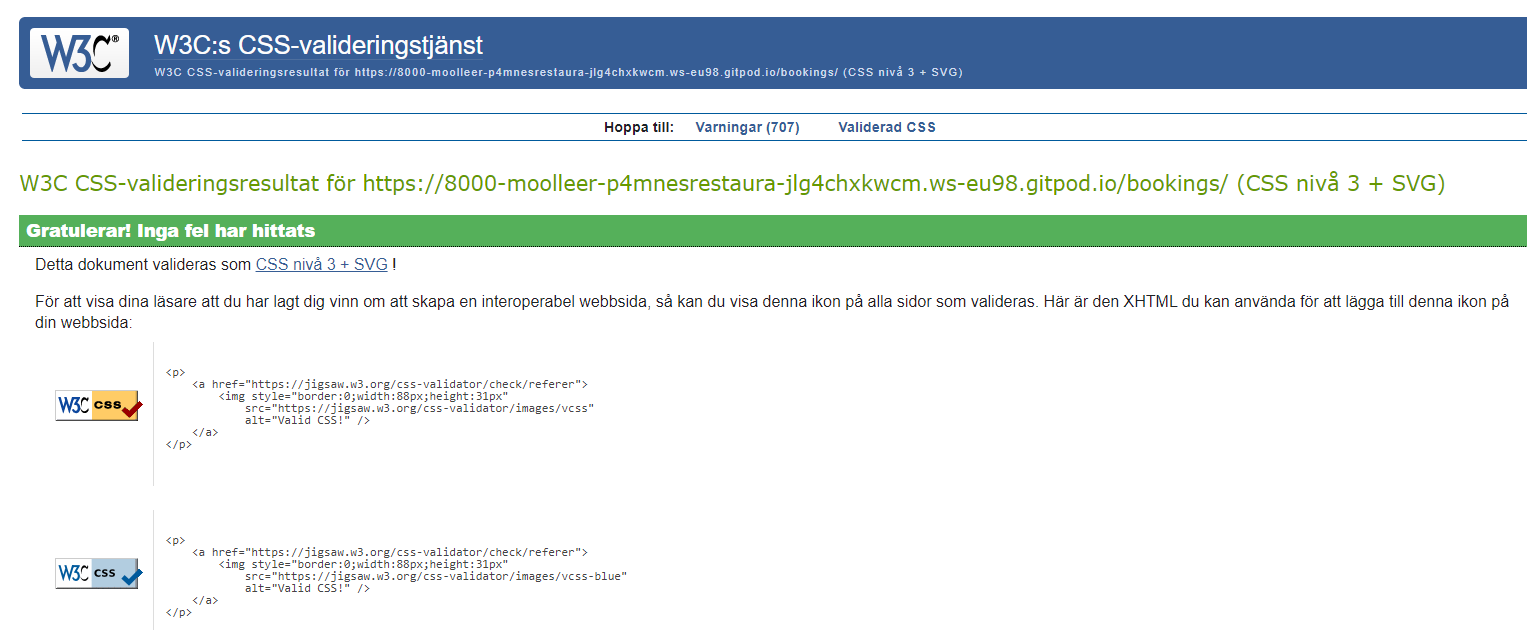 W3C®
W3C:s CSS-valideringstjänst
W3C CSS-valideringsresultat för https://8000-moolleer-p4mnesrestaura-jlg4chxkwcm.ws-eu98.gitpod.io/bookings/ (CSS nivå 3 + SVG)
Hoppa till: Varningar (707) Validerad CSS
W3C CSS-valideringsresultat för https://8000-moolleer-p4mnesrestaura-jlg4chxkwcm.ws-eu98.gitpod.io/bookings/ (CSS nivå 3 + SVG)
Gratulerar! Inga fel har hittats
Detta dokument valideras som CSS nivå 3 + SVG !
För att visa dina läsare att du har lagt dig vinn om att skapa en interoperabel webbsida, så kan du visa denna ikon på alla sidor som valideras. Här är den XHTML du kan använda för att lägga till denna ikon på
din webbsida:
W3C css
<p>
<a href="https://jigsaw.w3.org/css-validator/check/referer">
<img style="border:0;width:88px;height:31px"
src="https://jigsaw.w3.org/css-validator/images/vcss"
alt="Valid CSS!" />
</a>
</p>
W3C css
<p>
<a href="https://jigsaw.w3.org/css-validator/check/referer">
<img style="border:0;width:88px;height:31px"
src="https://jigsaw.w3.org/css-validator/images/vcss-blue"
alt="Valid CSS!" />
</a>
</p>